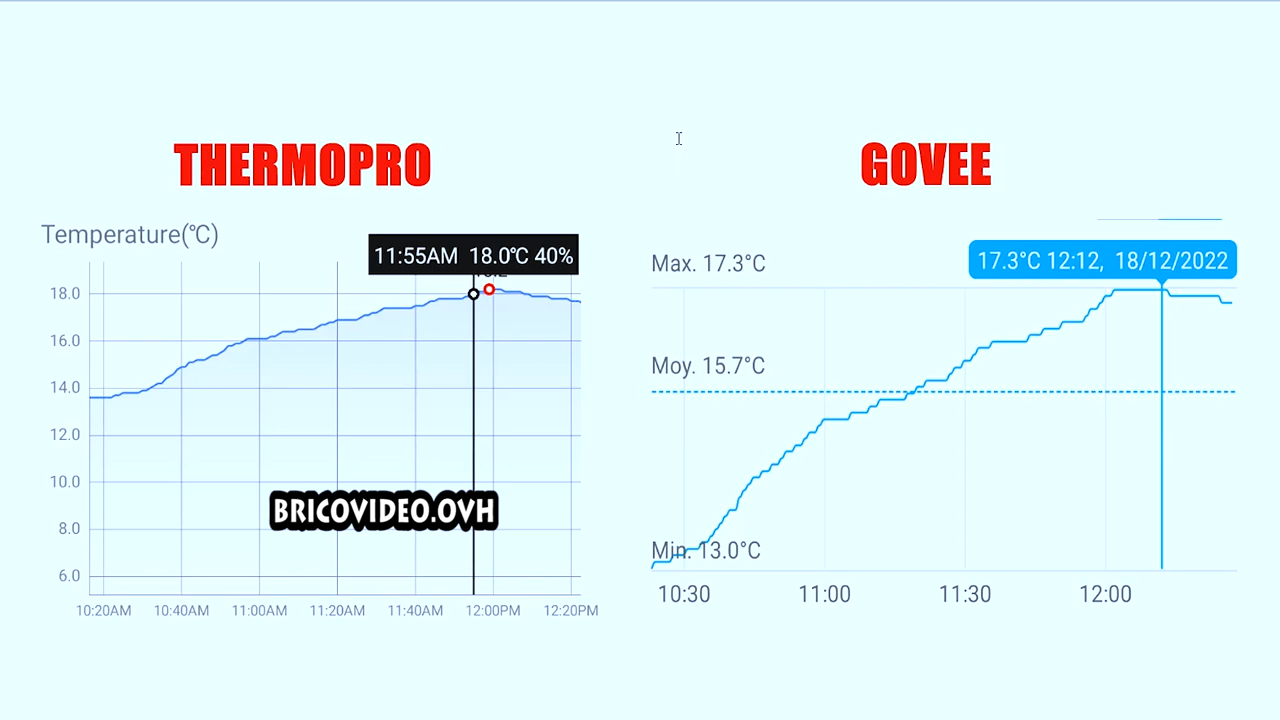 THERMOPRO
Temperature(℃)
11:55AM 18.0℃ 40%
18.0
16.0
14.0
12.0
10.0
8.0
6.0
10:20AM 10:40AM 11:00AM 11:20AM 11:40AM 12:00PM 12:20PM
BRICOVIDEO.OVH
GOVEE
Max. 17.3°C
17.3°C 12:12, 18/12/2022
Moy. 15.7°C
Min. 13.0°C
10:30 11:00 11:30 12:00